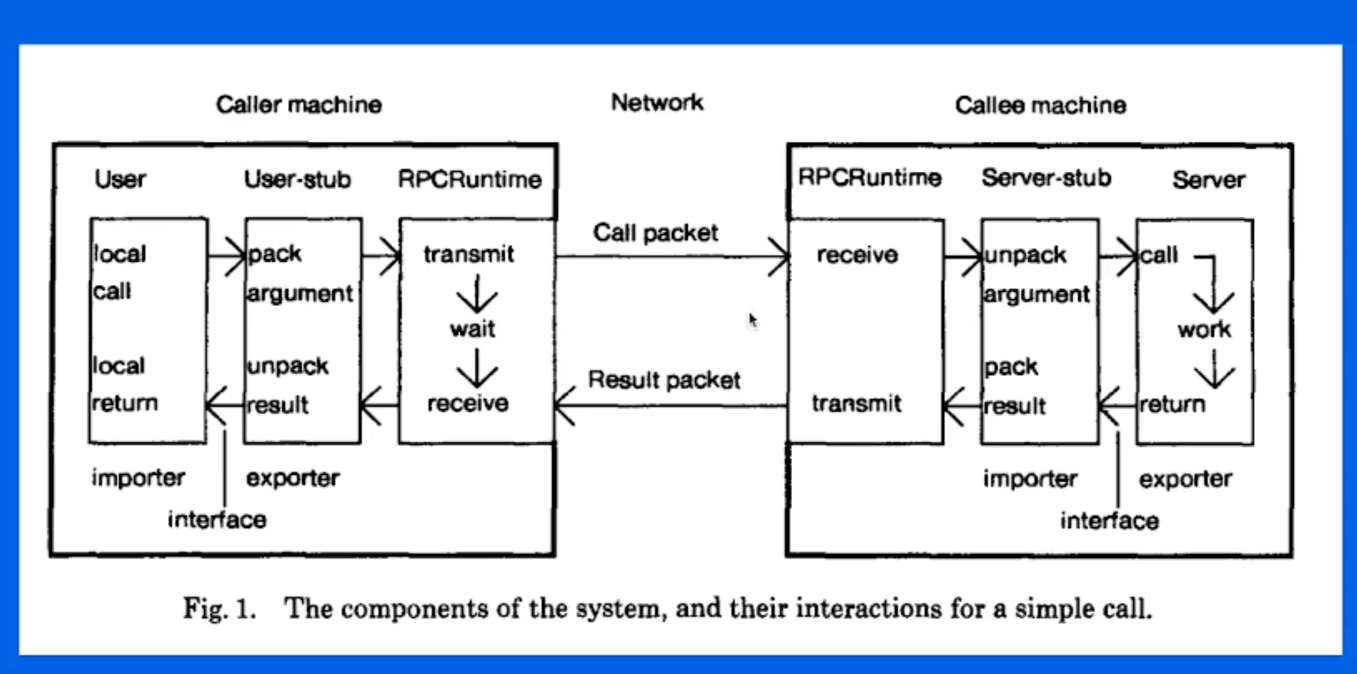 Caller machine
Network
Callee machine
User
User-stub
RPCRuntime
RPCRuntime
Server-stub
Server
local
call
pack
argument
transmit
wait
Call packet
receive
unpack
argument
call
work
local
return
unpack
result
receive
Result packet
transmit
pack
result
return
importer
exporter
interface
importer
exporter
interface
Fig. 1. The components of the system, and their interactions for a simple call.